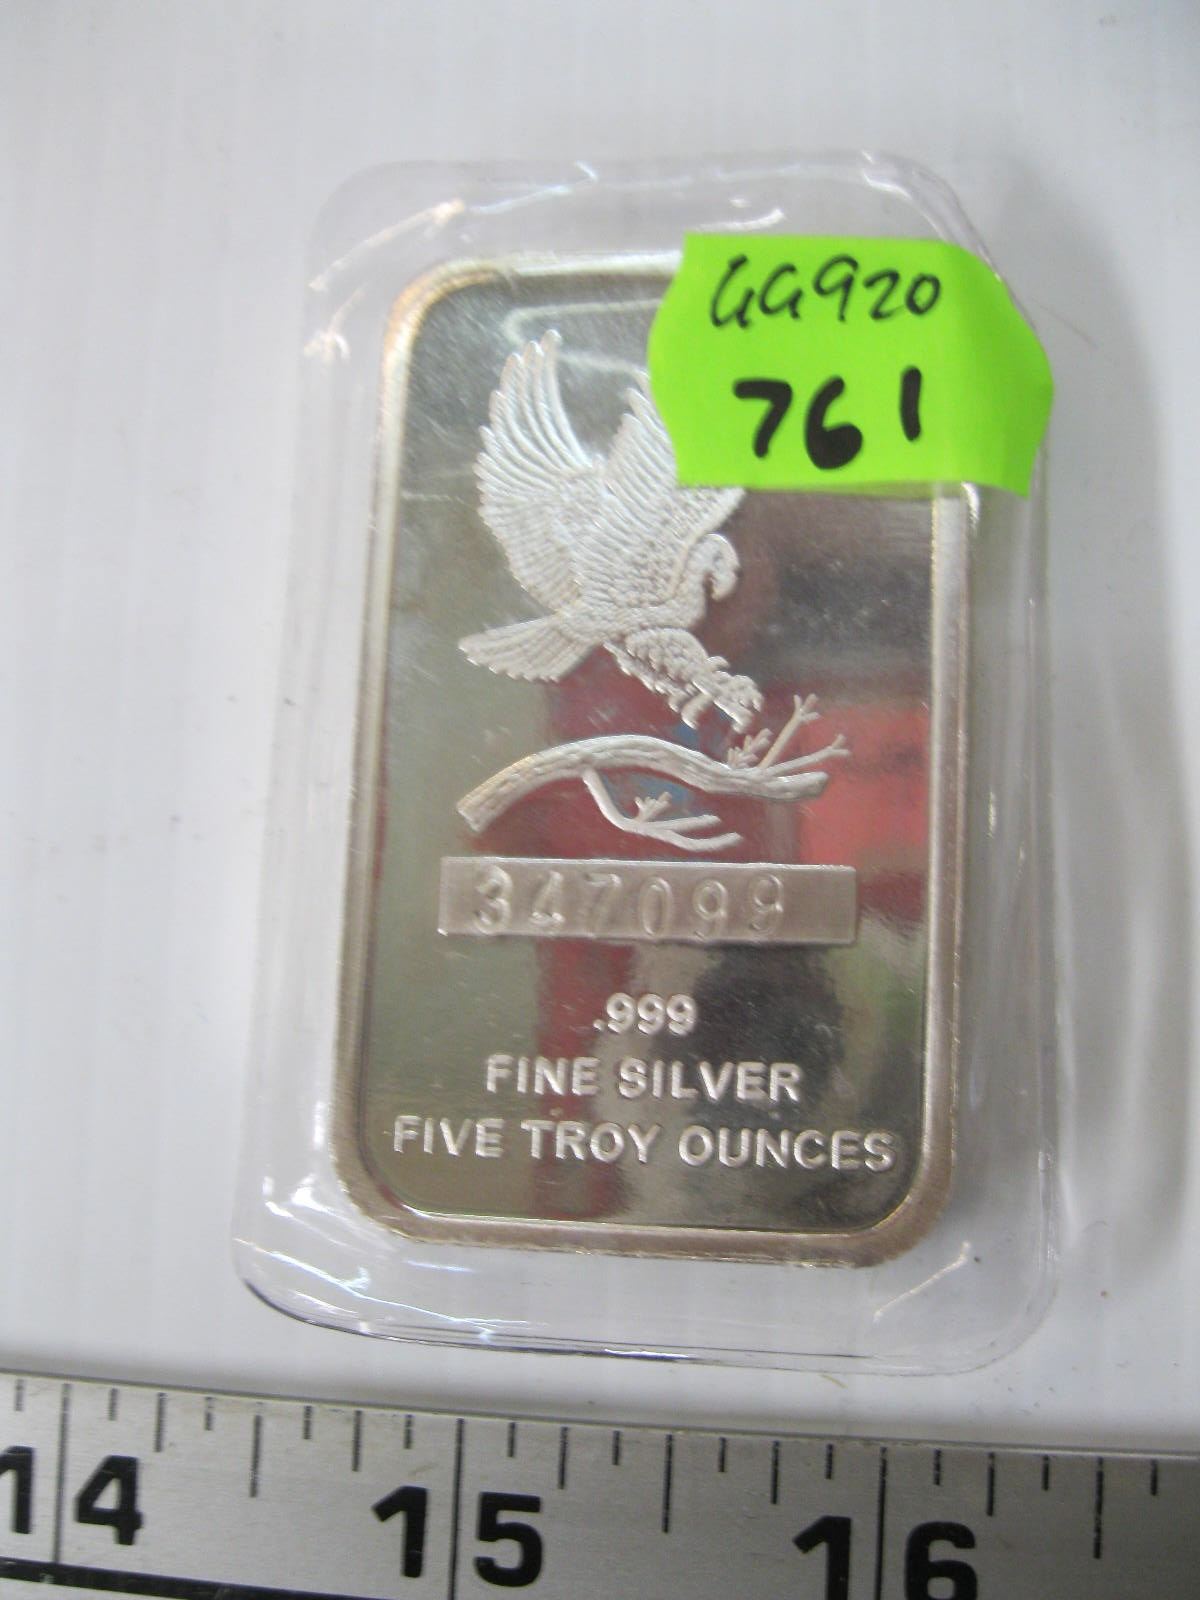 GG920
761
347099
.999
FINE SILVER
FIVE TROY OUNCES
14 15 16